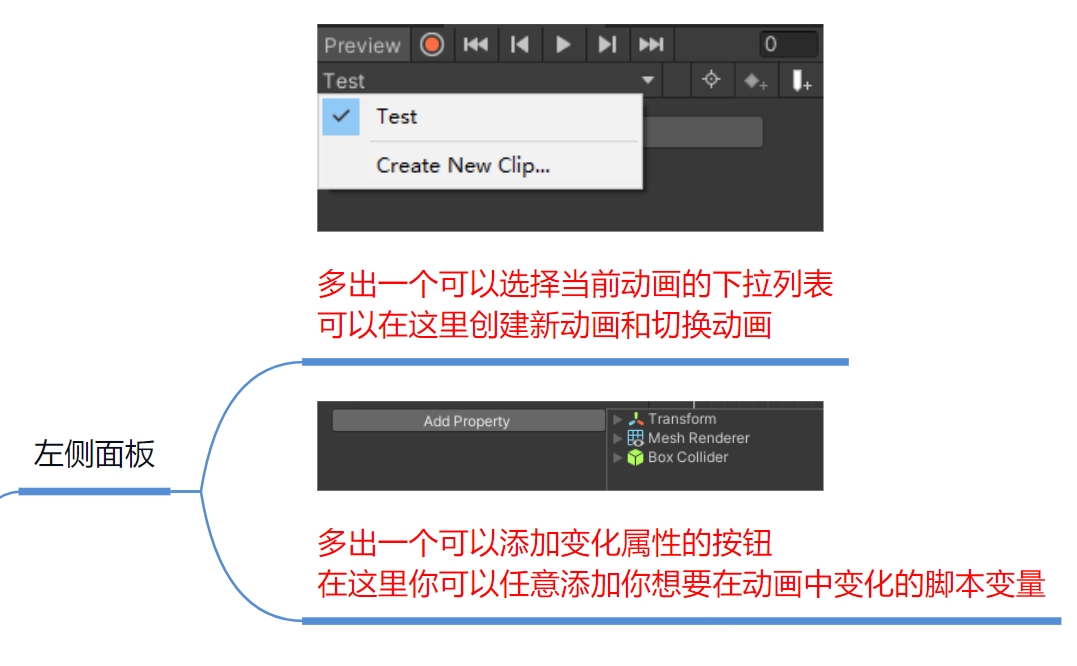 Preview
0
Test
Test
Create New Clip...
多出一个可以选择当前动画的下拉列表
可以在这里创建新动画和切换动画
左侧面板
Add Property
Transform
Mesh Renderer
Box Collider
多出一个可以添加变化属性的按钮
在这里你可以任意添加你想要在动画中变化的脚本变量